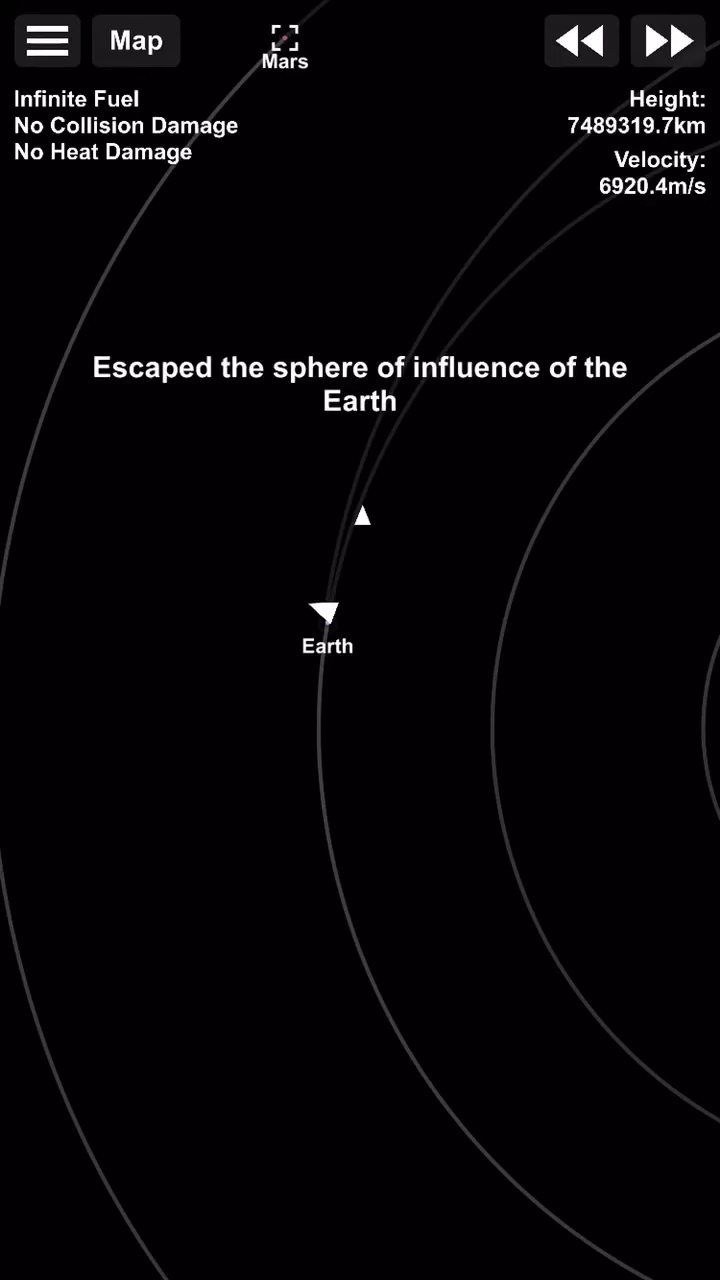 Map
Mars
Infinite Fuel
No Collision Damage
No Heat Damage
Height:
7489319.7km
Velocity:
6920.4m/s
Escaped the sphere of influence of the
Earth
Earth